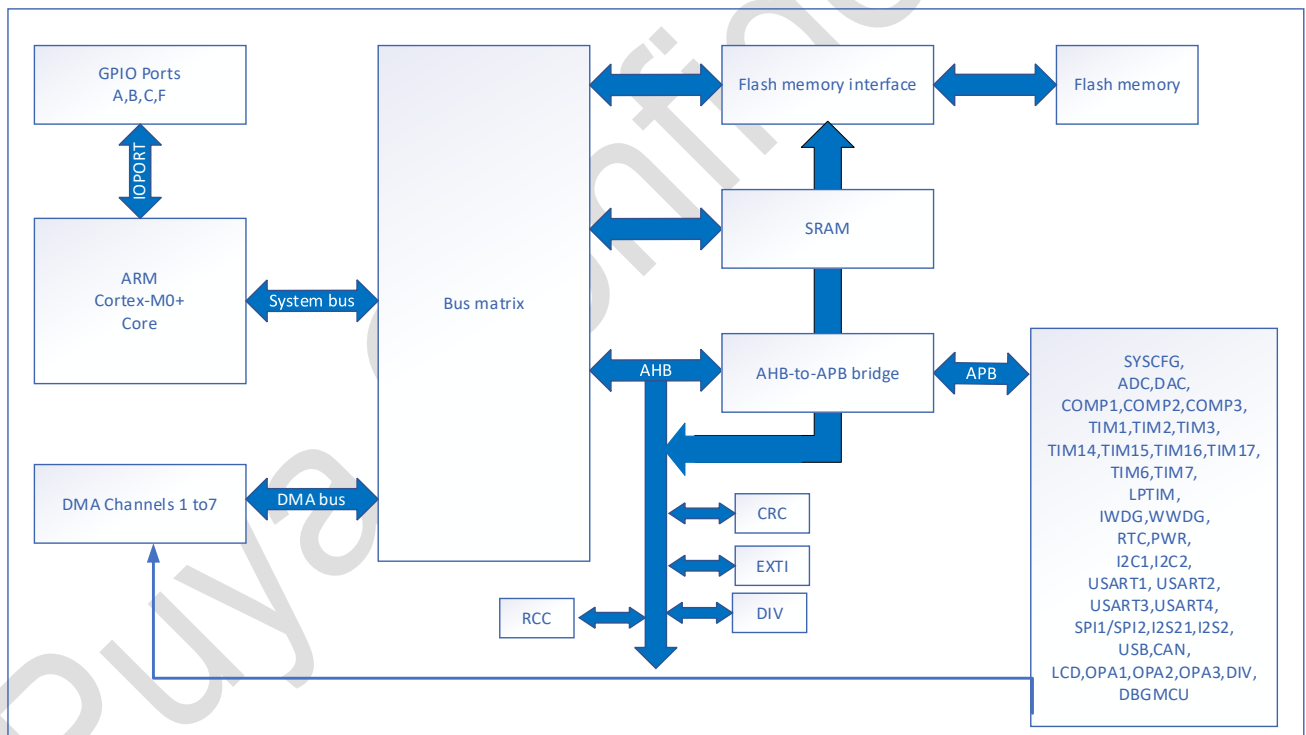 GPIO Ports
A,B,C,F
IOPORT
ARM
Cortex-M0+
Core
System bus
DMA Channels 1 to7
DMA bus
Bus matrix
Flash memory interface
Flash memory
SRAM
AHB
AHB-to-APB bridge
APB
CRC
EXTI
RCC
DIV
SYSCFG,
ADC,DAC,
COMP1,COMP2,COMP3,
TIM1,TIM2,TIM3,
TIM14,TIM15,TIM16,TIM17,
TIM6,TIM7,
LPTIM,
IWDG,WWDG,
RTC,PWR,
I2C1,I2C2,
USART1, USART2,
USART3,USART4,
SPI1/SPI2,I2S21,I2S2,
USB,CAN,
LCD,OPA1,OPA2,OPA3,DIV,
DBGMCU
Puya